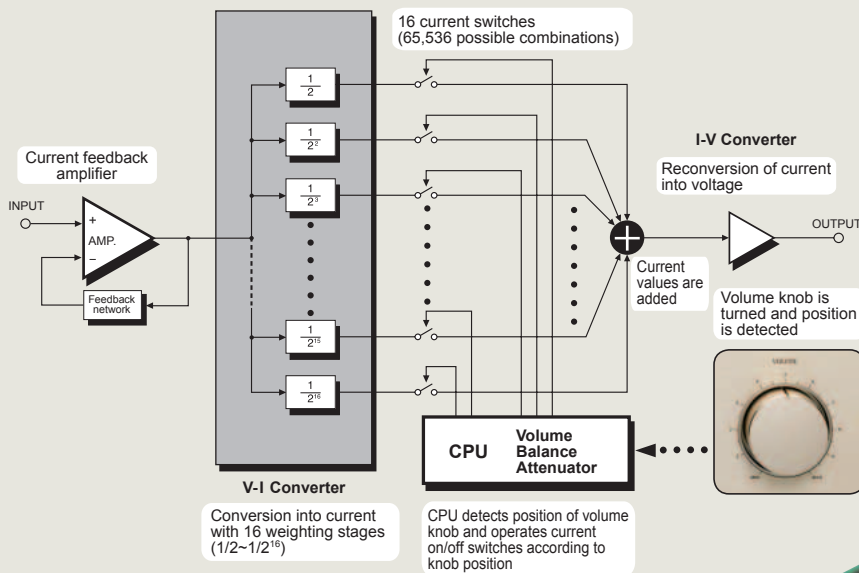 16 current switches
(65,536 possible combinations)
1
2
1
2²
1
2³
1
2¹⁵
1
2¹⁶
Current feedback
amplifier
INPUT
+
AMP.
−
Feedback
network
V-I Converter
Conversion into current
with 16 weighting stages
(1/2~1/2¹⁶)
I-V Converter
Reconversion of current
into voltage
OUTPUT
+
Current
values are
added
Volume knob is
turned and position
is detected
CPU
Volume
Balance
Attenuator
CPU detects position of volume
knob and operates current
on/off switches according to
knob position